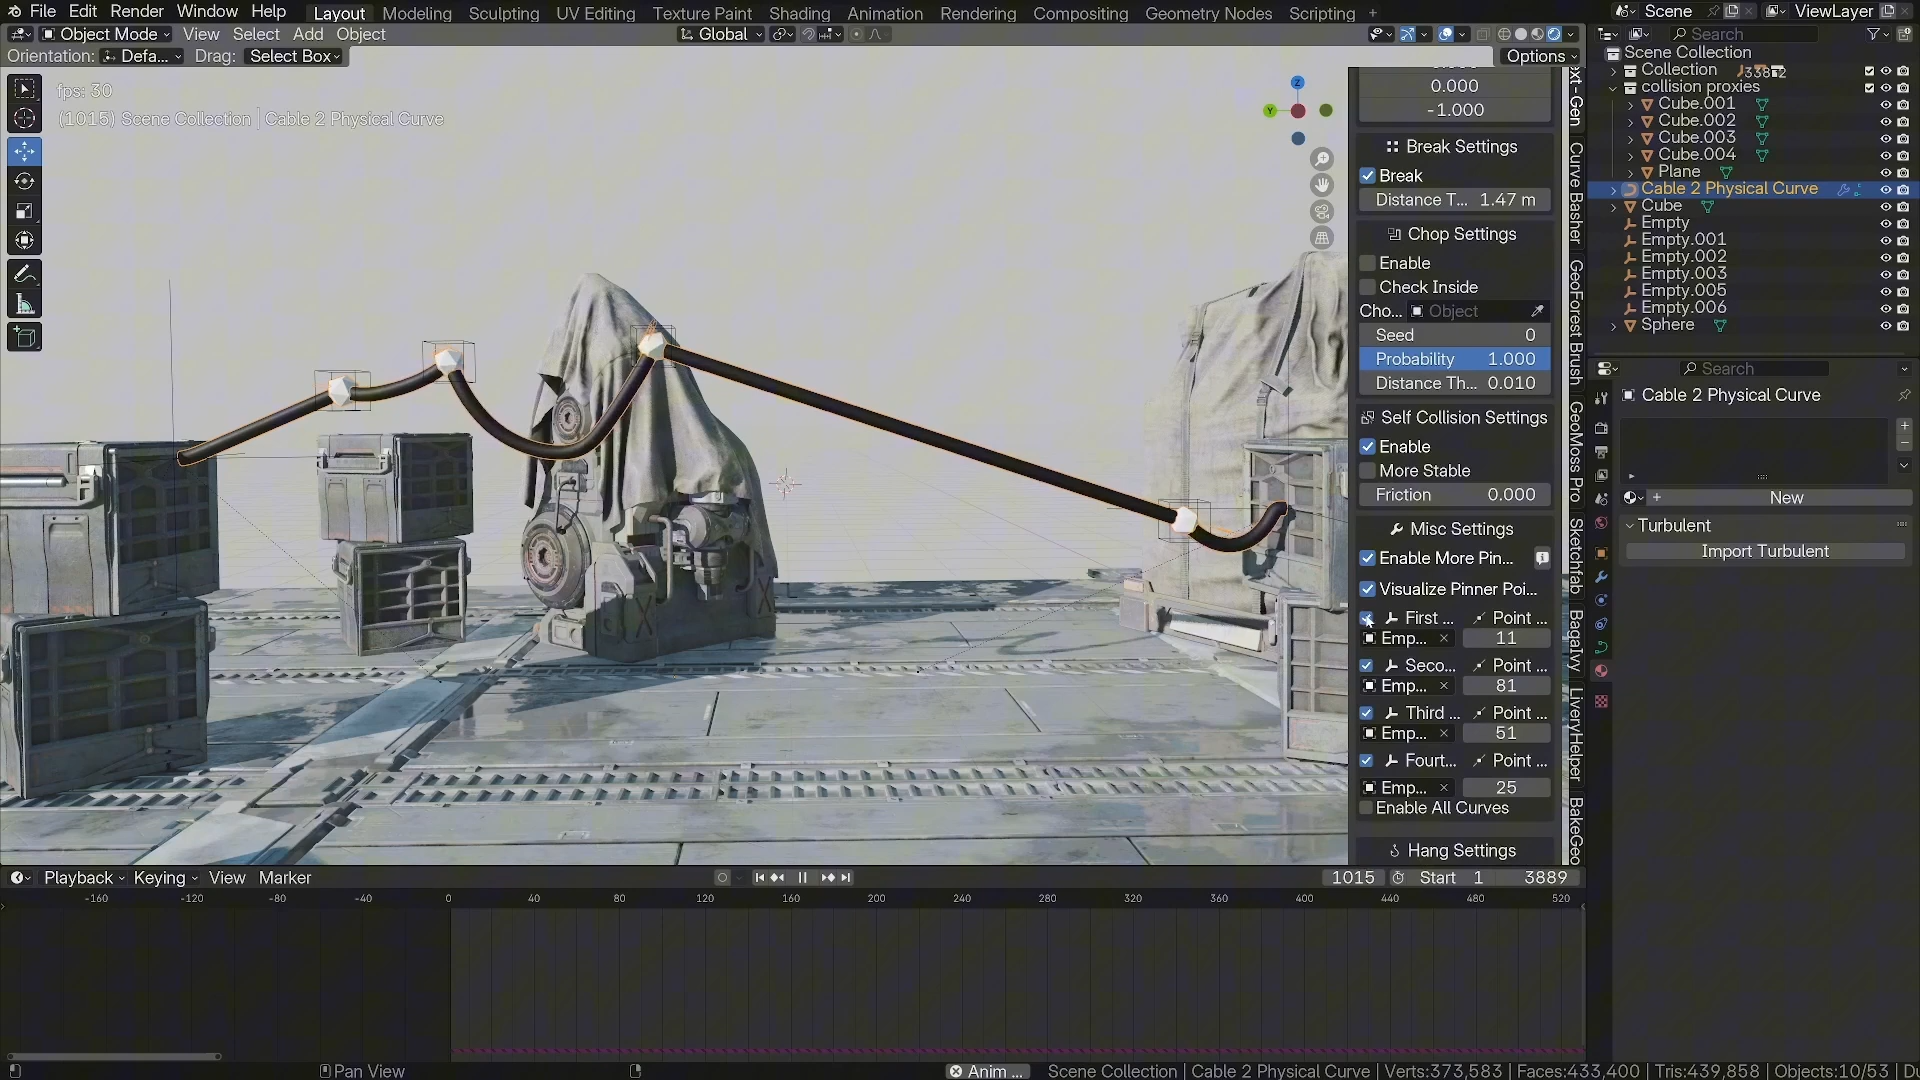 File Edit Render Window Help Layout Modeling Sculpting UV Editing Texture Paint Shading Animation Rendering Compositing Geometry Nodes Scripting +
Scene ViewLayer
Object Mode View Select Add Object Global
Search
Orientation: Defa... Drag: Select Box Options
fps: 30
(1015) Scene Collection | Cable 2 Physical Curve
Z
Y
0.000
-1.000
Break Settings
Break
Distance T... 1.47 m
Chop Settings
Enable
Check Inside
Cho... Object
Seed 0
Probability 1.000
Distance Th... 0.010
Self Collision Settings
Enable
More Stable
Friction 0.000
Misc Settings
Enable More Pin...
Visualize Pinner Poi...
First ... Point ...
Emp... 11
Seco... Point ...
Emp... 81
Third ... Point ...
Emp... 51
Fourt... Point ...
Emp... 25
Enable All Curves
Hang Settings
ext-Gen
Curve Basher
GeoForest Brush
GeoMoss Pro
Sketchfab
BagaIvy
LiveryHelper
BakeGeo
Scene Collection
Collection
collision proxies
Cube.001
Cube.002
Cube.003
Cube.004
Plane
Cable 2 Physical Curve
Cube
Empty
Empty.001
Empty.002
Empty.003
Empty.005
Empty.006
Sphere
Search
Cable 2 Physical Curve
+ New
Turbulent
Import Turbulent
Playback Keying View Marker 1015 Start 1 3889
-160 -120 -80 -40 0 40 80 120 160 200 240 280 320 360 400 440 480 520
Pan View Anim ... Scene Collection | Cable 2 Physical Curve | Verts:373,583 | Faces:433,400 | Tris:439,858 | Objects:10/53 | Du